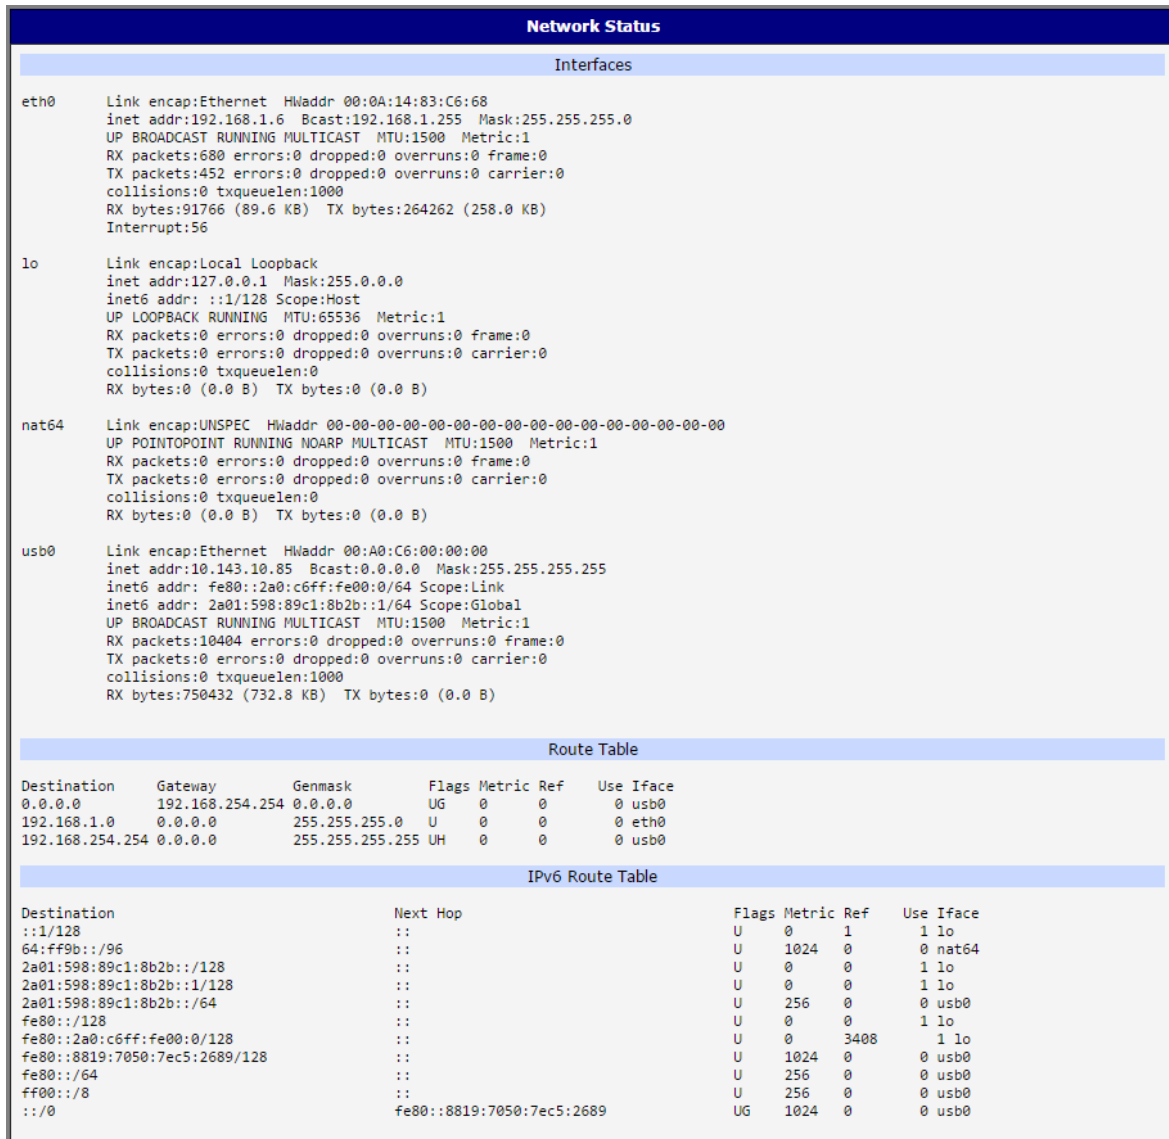 Network Status
Interfaces
eth0 Link encap:Ethernet HWaddr 00:0A:14:83:C6:68
inet addr:192.168.1.6 Bcast:192.168.1.255 Mask:255.255.255.0
UP BROADCAST RUNNING MULTICAST MTU:1500 Metric:1
RX packets:680 errors:0 dropped:0 overruns:0 frame:0
TX packets:452 errors:0 dropped:0 overruns:0 carrier:0
collisions:0 txqueuelen:1000
RX bytes:91766 (89.6 KB) TX bytes:264262 (258.0 KB)
Interrupt:56
lo Link encap:Local Loopback
inet addr:127.0.0.1 Mask:255.0.0.0
inet6 addr: ::1/128 Scope:Host
UP LOOPBACK RUNNING MTU:65536 Metric:1
RX packets:0 errors:0 dropped:0 overruns:0 frame:0
TX packets:0 errors:0 dropped:0 overruns:0 carrier:0
collisions:0 txqueuelen:0
RX bytes:0 (0.0 B) TX bytes:0 (0.0 B)
nat64 Link encap:UNSPEC HWaddr 00-00-00-00-00-00-00-00-00-00-00-00-00-00-00-00
UP POINTOPOINT RUNNING NOARP MULTICAST MTU:1500 Metric:1
RX packets:0 errors:0 dropped:0 overruns:0 frame:0
TX packets:0 errors:0 dropped:0 overruns:0 carrier:0
collisions:0 txqueuelen:0
RX bytes:0 (0.0 B) TX bytes:0 (0.0 B)
usb0 Link encap:Ethernet HWaddr 00:A0:C6:00:00:00
inet addr:10.143.10.85 Bcast:0.0.0.0 Mask:255.255.255.255
inet6 addr: fe80::2a0:c6ff:fe00:0/64 Scope:Link
inet6 addr: 2a01:598:89c1:8b2b::1/64 Scope:Global
UP BROADCAST RUNNING MULTICAST MTU:1500 Metric:1
RX packets:10404 errors:0 dropped:0 overruns:0 frame:0
TX packets:0 errors:0 dropped:0 overruns:0 carrier:0
collisions:0 txqueuelen:1000
RX bytes:750432 (732.8 KB) TX bytes:0 (0.0 B)
Route Table
Destination Gateway Genmask Flags Metric Ref Use Iface
0.0.0.0 192.168.254.254 0.0.0.0 UG 0 0 0 usb0
192.168.1.0 0.0.0.0 255.255.255.0 U 0 0 0 eth0
192.168.254.254 0.0.0.0 255.255.255.255 UH 0 0 0 usb0
IPv6 Route Table
Destination Next Hop Flags Metric Ref Use Iface
::1/128 :: U 0 1 1 lo
64:ff9b::/96 :: U 1024 0 0 nat64
2a01:598:89c1:8b2b::/128 :: U 0 0 1 lo
2a01:598:89c1:8b2b::1/128 :: U 0 0 1 lo
2a01:598:89c1:8b2b::/64 :: U 256 0 0 usb0
fe80::/128 :: U 0 0 1 lo
fe80::2a0:c6ff:fe00:0/128 :: U 0 3408 1 lo
fe80::8819:7050:7ec5:2689/128 :: U 1024 0 0 usb0
fe80::/64 :: U 256 0 0 usb0
ff00::/8 :: U 256 0 0 usb0
::/0 fe80::8819:7050:7ec5:2689 UG 1024 0 0 usb0